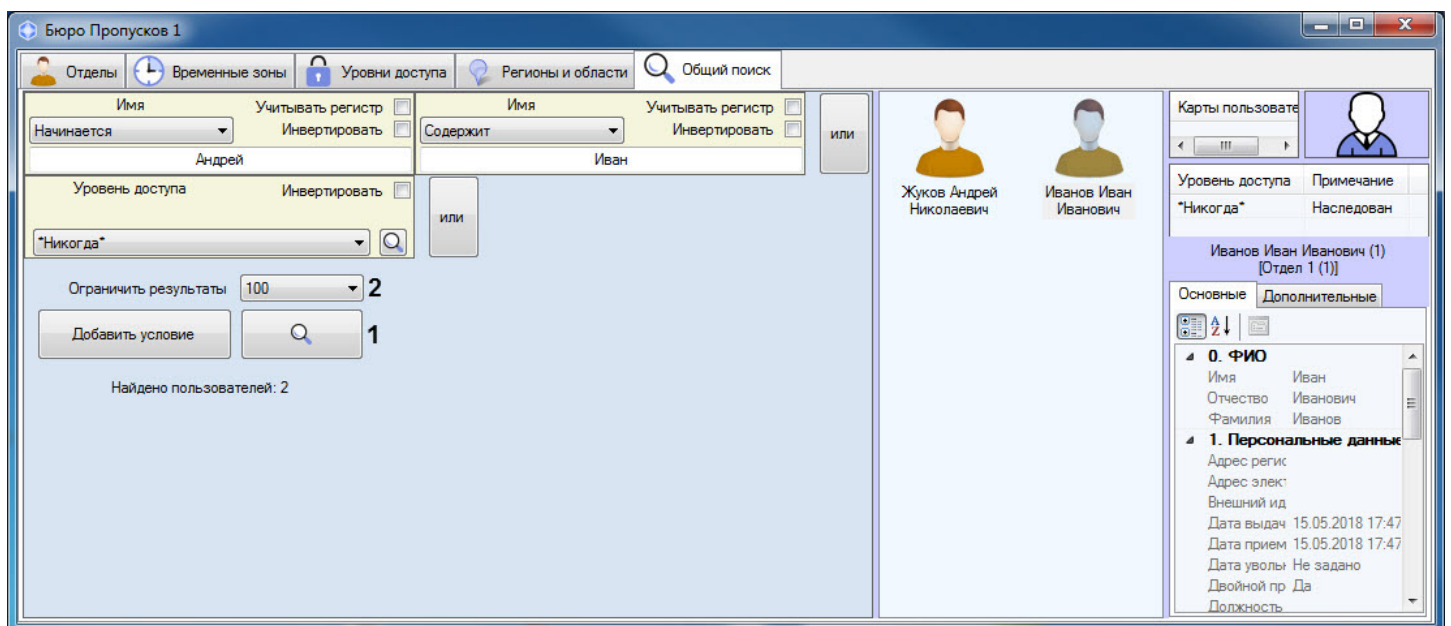 Бюро Пропусков 1
Отделы Временные зоны Уровни доступа Регионы и области Общий поиск
Имя Учитывать регистр Имя Учитывать регистр
Начинается Инвертировать Содержит Инвертировать или
Андрей Иван
Уровень доступа Инвертировать
или
*Никогда*
Ограничить результаты 100 2
Добавить условие 1
Найдено пользователей: 2
Жуков Андрей
Николаевич
Иванов Иван
Иванович
Карты пользовате
Уровень доступа Примечание
*Никогда* Наследован
Иванов Иван Иванович (1)
[Отдел 1 (1)]
Основные Дополнительные
0. ФИО
Имя Иван
Отчество Иванович
Фамилия Иванов
1. Персональные данные
Адрес регис
Адрес элект
Внешний ид
Дата выдач 15.05.2018 17:47
Дата прием 15.05.2018 17:47
Дата увольн Не задано
Двойной пр Да
Должность